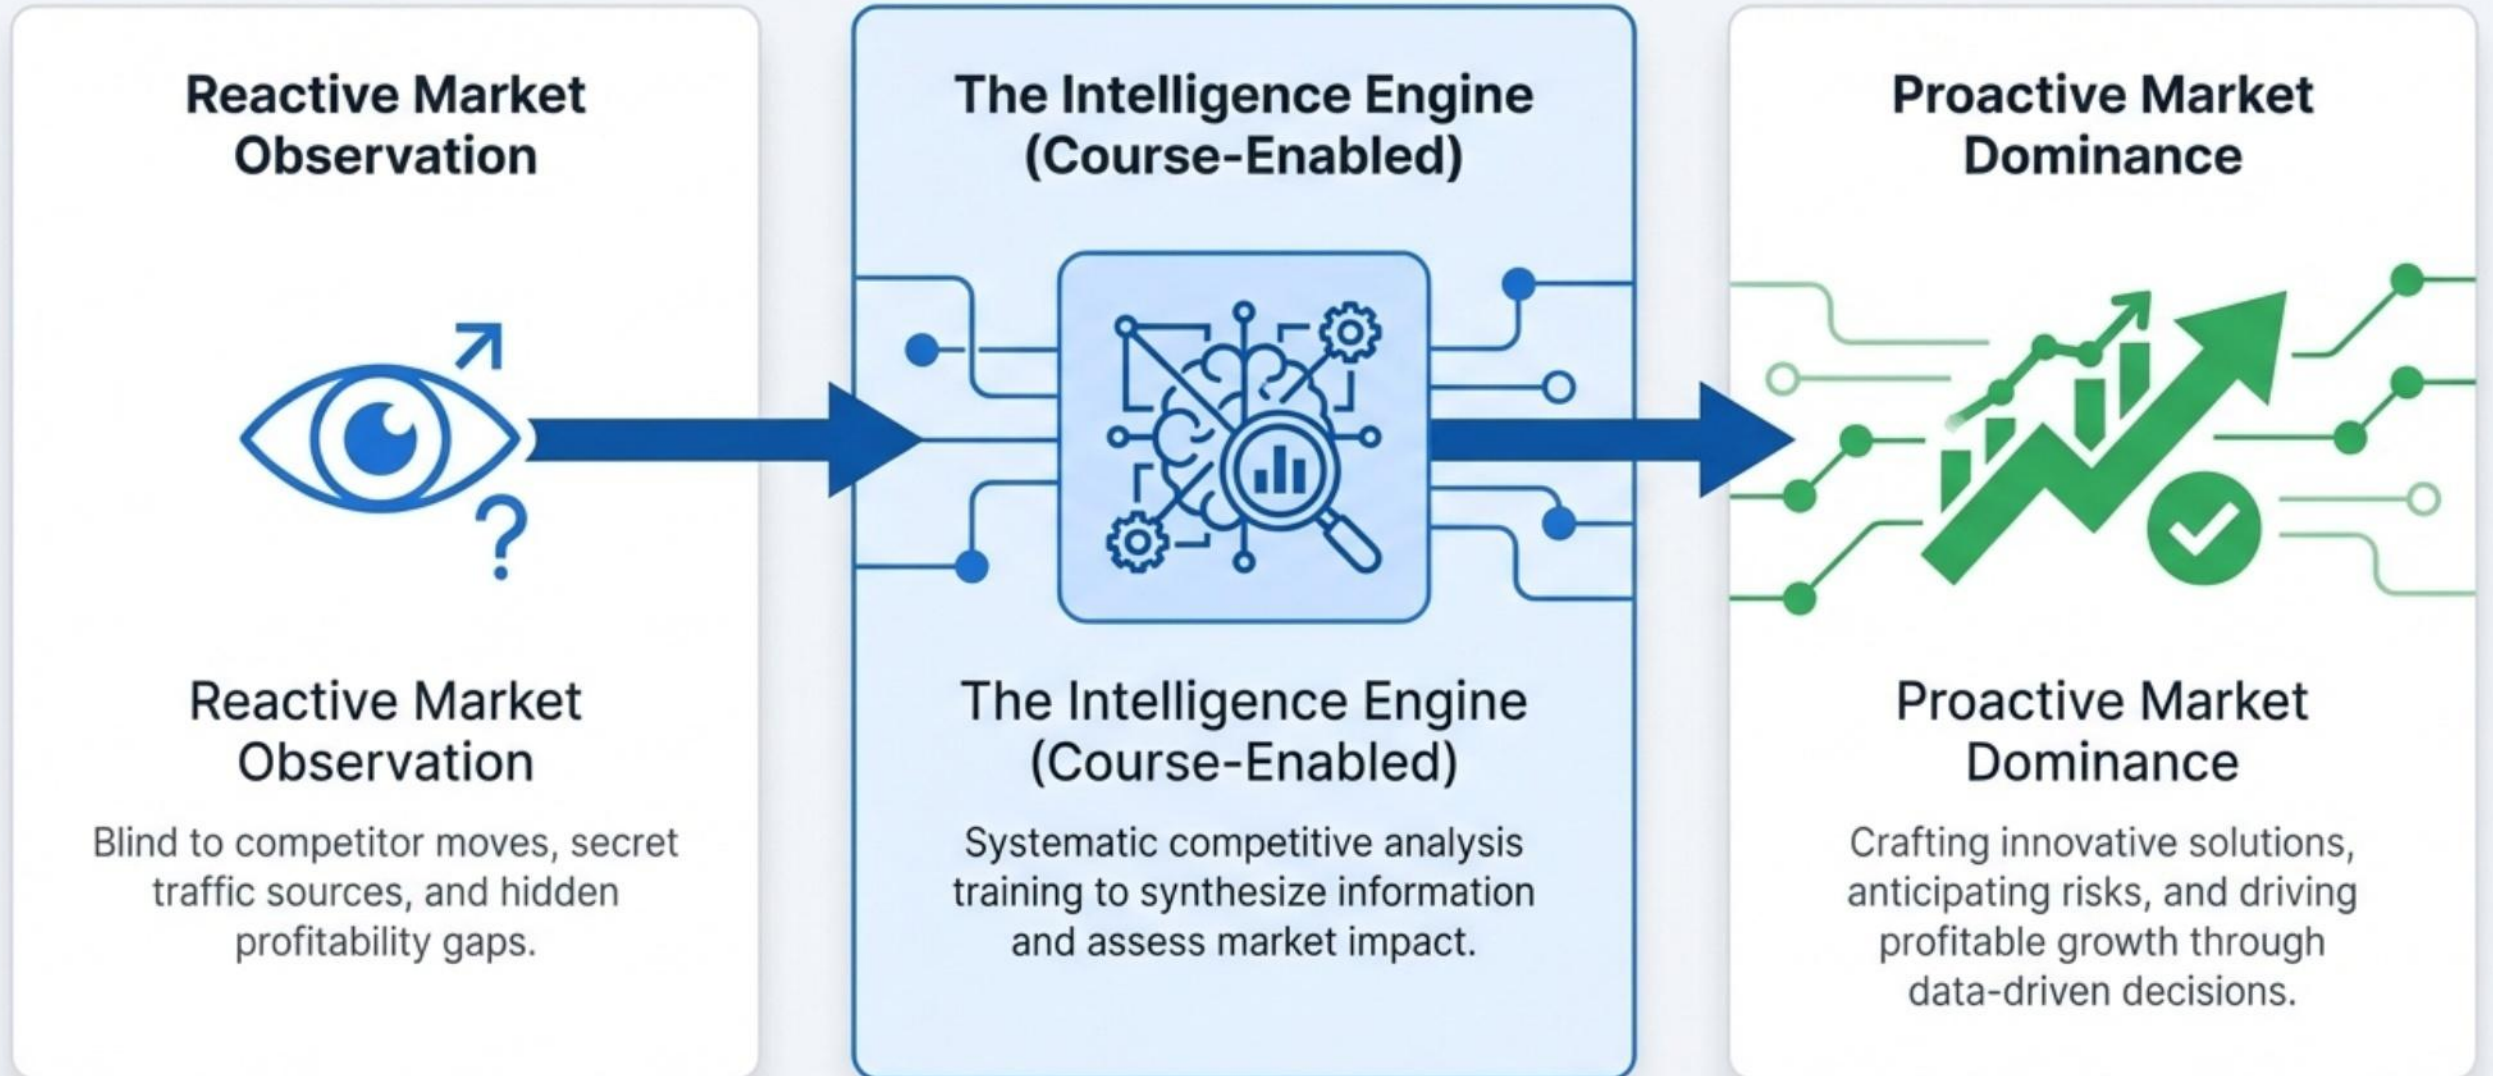 Reactive Market
Observation
Reactive Market
Observation
Blind to competitor moves, secret
traffic sources, and hidden
profitability gaps.
The Intelligence Engine
(Course-Enabled)
The Intelligence Engine
(Course-Enabled)
Systematic competitive analysis
training to synthesize information
and assess market impact.
Proactive Market
Dominance
Proactive Market
Dominance
Crafting innovative solutions,
anticipating risks, and driving
profitable growth through
data-driven decisions.